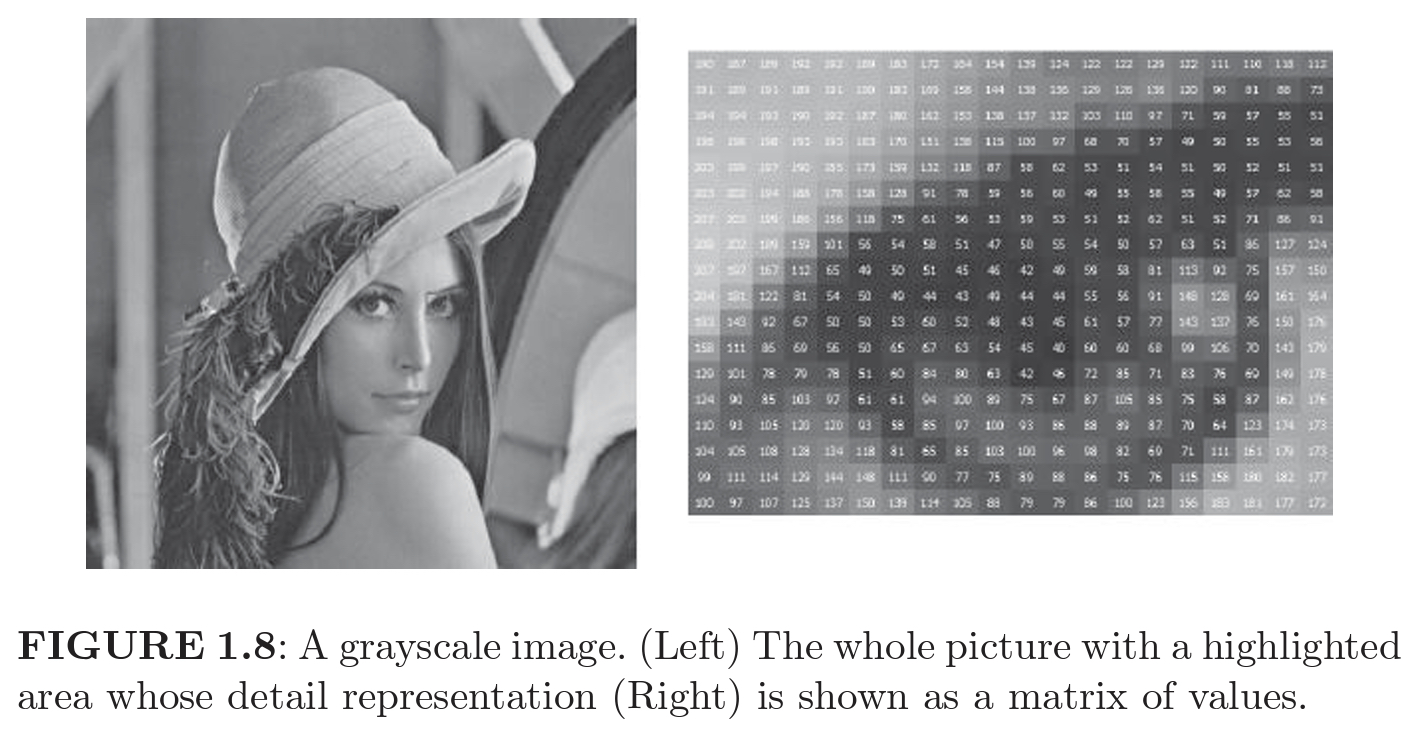 187 189 192 192 189 183 172 164 154 139 124 122 122 129 122 111 116 118 112
191 189 191 189 191 190 183 169 158 144 138 136 129 126 136 120 90 81 88 73
194 194 193 190 192 187 180 162 153 138 137 132 103 110 97 71 59 57 55 51
193 193 183 170 151 138 115 100 97 68 70 57 49 50 55 53 56
203 199 197 190 185 173 159 132 118 87 58 62 53 51 54 51 50 52 51 53
203 202 194 188 178 158 128 91 78 59 56 60 49 55 58 55 49 57 62 58
207 203 199 186 156 118 75 61 56 53 59 53 51 52 62 51 52 71 86 91
202 189 159 101 56 54 58 51 47 50 55 54 50 57 63 51 86 127 124
207 197 167 112 65 49 50 51 45 46 42 49 59 58 81 113 92 75 157 150
204 181 122 81 54 50 49 44 43 49 44 44 55 56 91 148 128 69 161 164
183 143 92 67 50 50 53 60 52 48 43 45 61 57 77 143 137 76 150 176
158 111 86 69 56 50 65 67 63 54 45 40 60 60 68 99 106 70 143 179
129 101 78 79 78 51 60 84 80 63 42 46 72 85 71 83 76 69 149 178
124 90 85 103 97 61 61 94 100 89 75 67 87 105 85 75 58 87 162 176
110 93 105 120 120 93 58 85 97 100 93 86 88 89 87 70 64 123 174 173
104 105 108 128 134 118 81 66 85 103 100 96 98 82 69 71 111 161 179 173
99 111 114 129 144 148 111 90 77 75 89 88 86 75 76 115 158 180 182 177
100 97 107 125 137 150 139 114 105 88 79 79 86 100 123 156 183 181 177 172
FIGURE 1.8: A grayscale image. (Left) The whole picture with a highlighted
area whose detail representation (Right) is shown as a matrix of values.